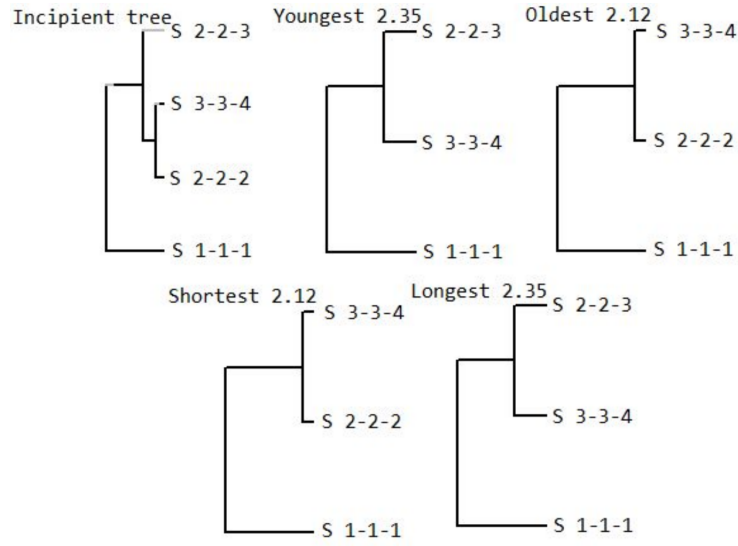 Incipient tree
S 2-2-3
S 3-3-4
S 2-2-2
S 1-1-1
Youngest 2.35
S 2-2-3
S 3-3-4
S 1-1-1
Oldest 2.12
S 3-3-4
S 2-2-2
S 1-1-1
Shortest 2.12
S 3-3-4
S 2-2-2
S 1-1-1
Longest 2.35
S 2-2-3
S 3-3-4
S 1-1-1